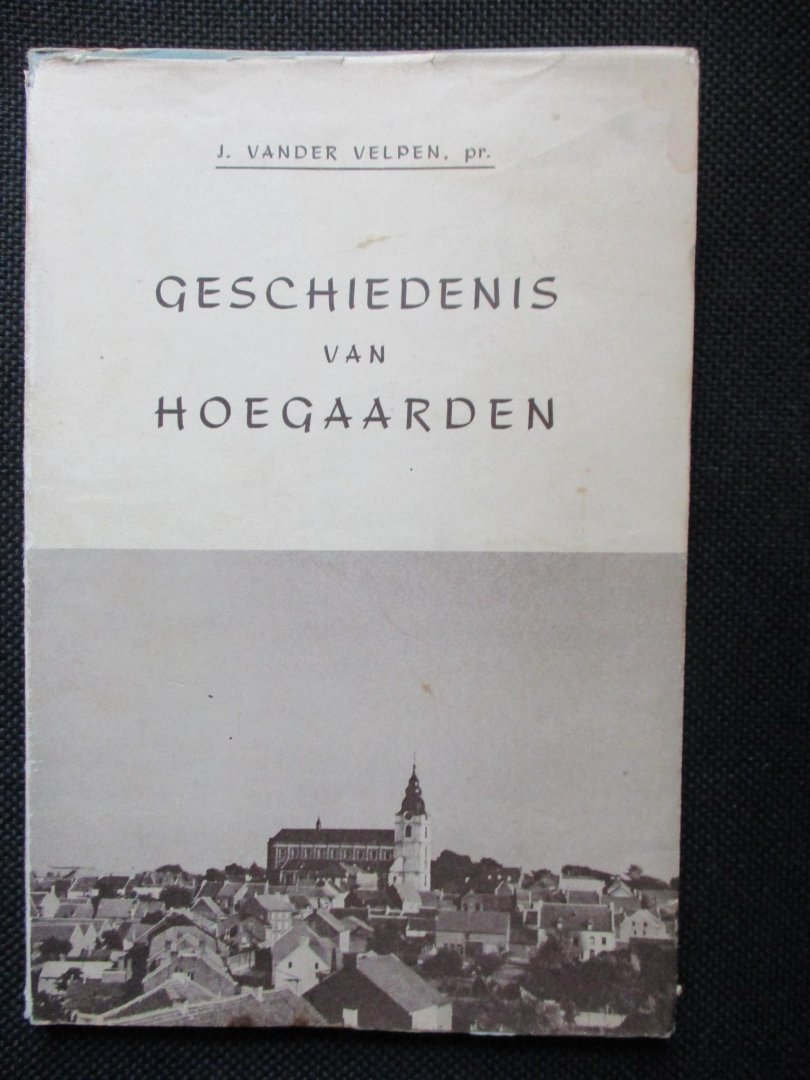 J. VANDER VELPEN, pr.
GESCHIEDENIS
VAN
HOEGAARDEN